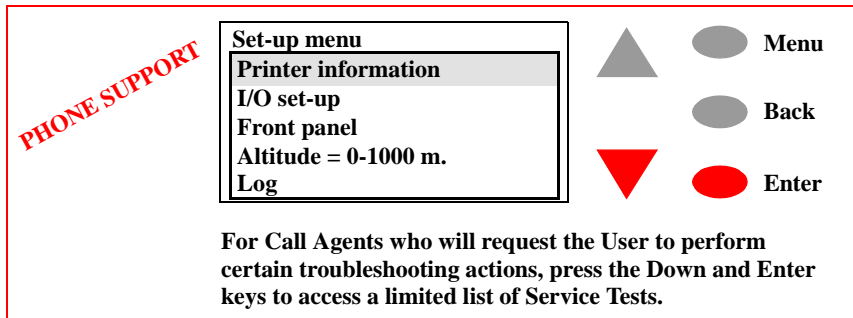 PHONE SUPPORT
Set-up menu
Printer information
I/O set-up
Front panel
Altitude = 0-1000 m.
Log
Menu
Back
Enter
For Call Agents who will request the User to perform
certain troubleshooting actions, press the Down and Enter
keys to access a limited list of Service Tests.